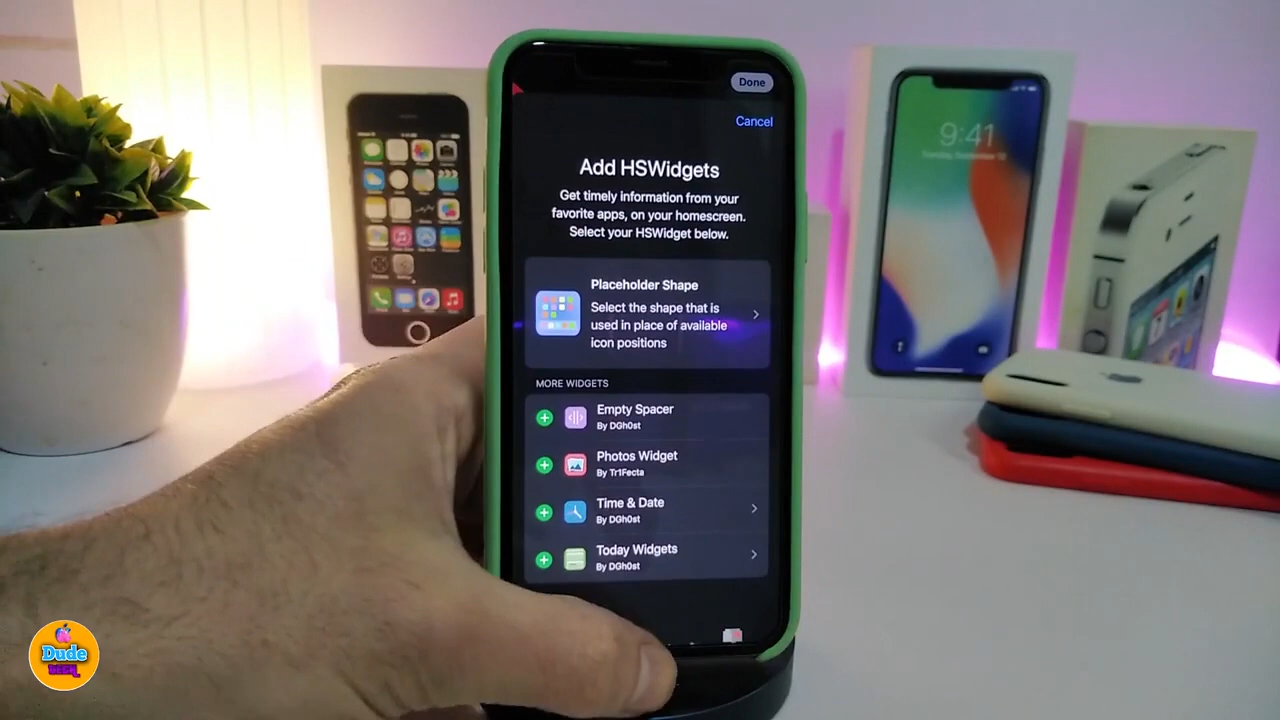 Done
Cancel
Add HSWidgets
Get timely information from your
favorite apps, on your homescreen.
Select your HSWidget below.
Placeholder Shape
Select the shape that is
used in place of available
icon positions
MORE WIDGETS
Empty Spacer
By DGh0st
Photos Widget
By Tr1Fecta
Time & Date
By DGh0st
Today Widgets
By DGh0st
9:41
Dude